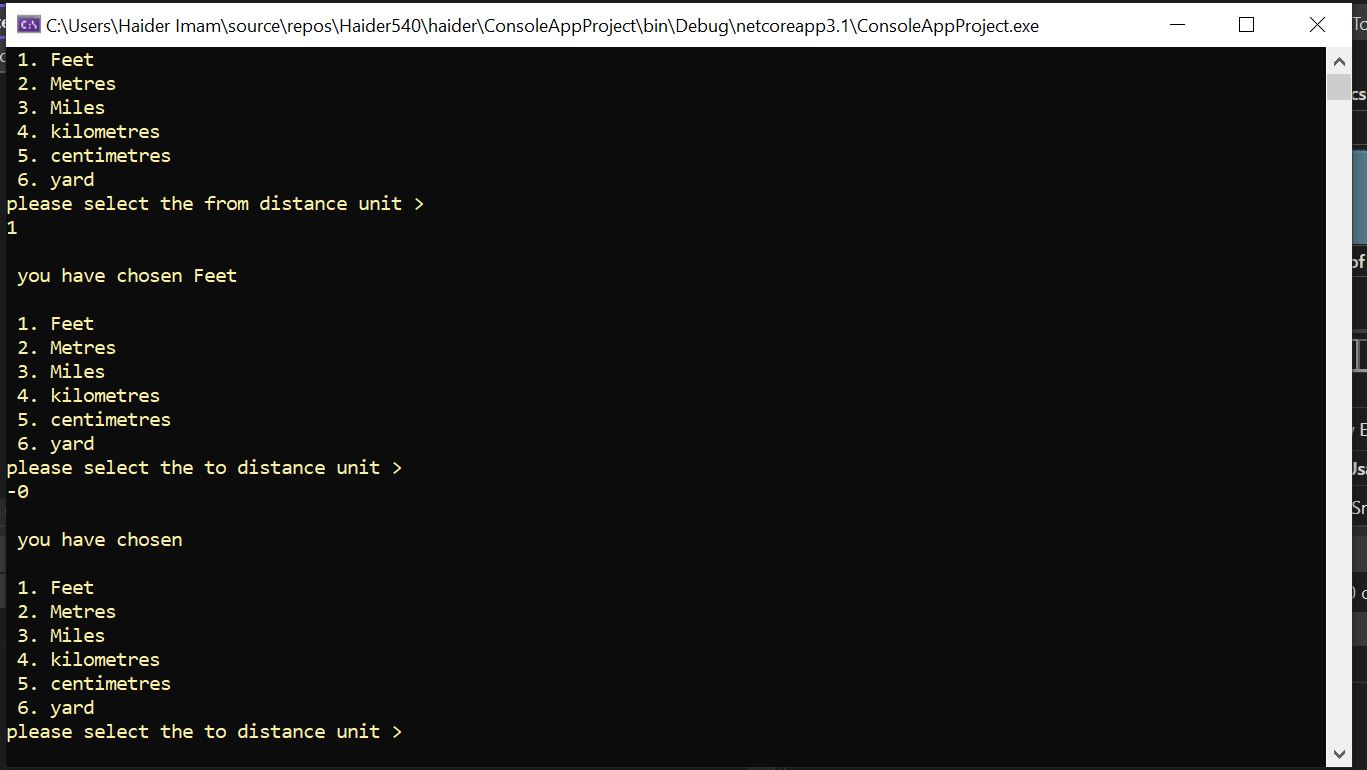 C:\Users\Haider Imam\source\repos\Haider540\haider\ConsoleAppProject\bin\Debug\netcoreapp3.1\ConsoleAppProject.exe
1. Feet
2. Metres
3. Miles
4. kilometres
5. centimetres
6. yard
please select the from distance unit >
1
you have chosen Feet
1. Feet
2. Metres
3. Miles
4. kilometres
5. centimetres
6. yard
please select the to distance unit >
-0
you have chosen
1. Feet
2. Metres
3. Miles
4. kilometres
5. centimetres
6. yard
please select the to distance unit >